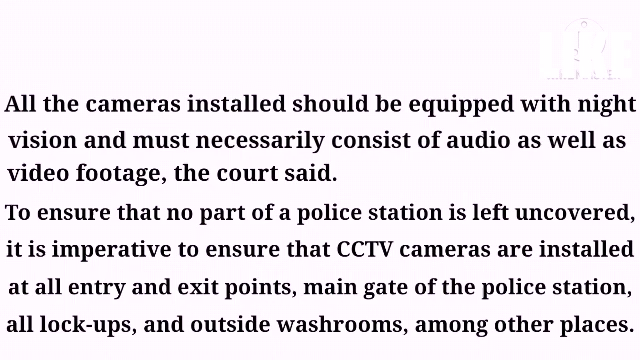 All the cameras installed should be equipped with night
vision and must necessarily consist of audio as well as
video footage, the court said.
To ensure that no part of a police station is left uncovered,
it is imperative to ensure that CCTV cameras are installed
at all entry and exit points, main gate of the police station,
all lock-ups, and outside washrooms, among other places.